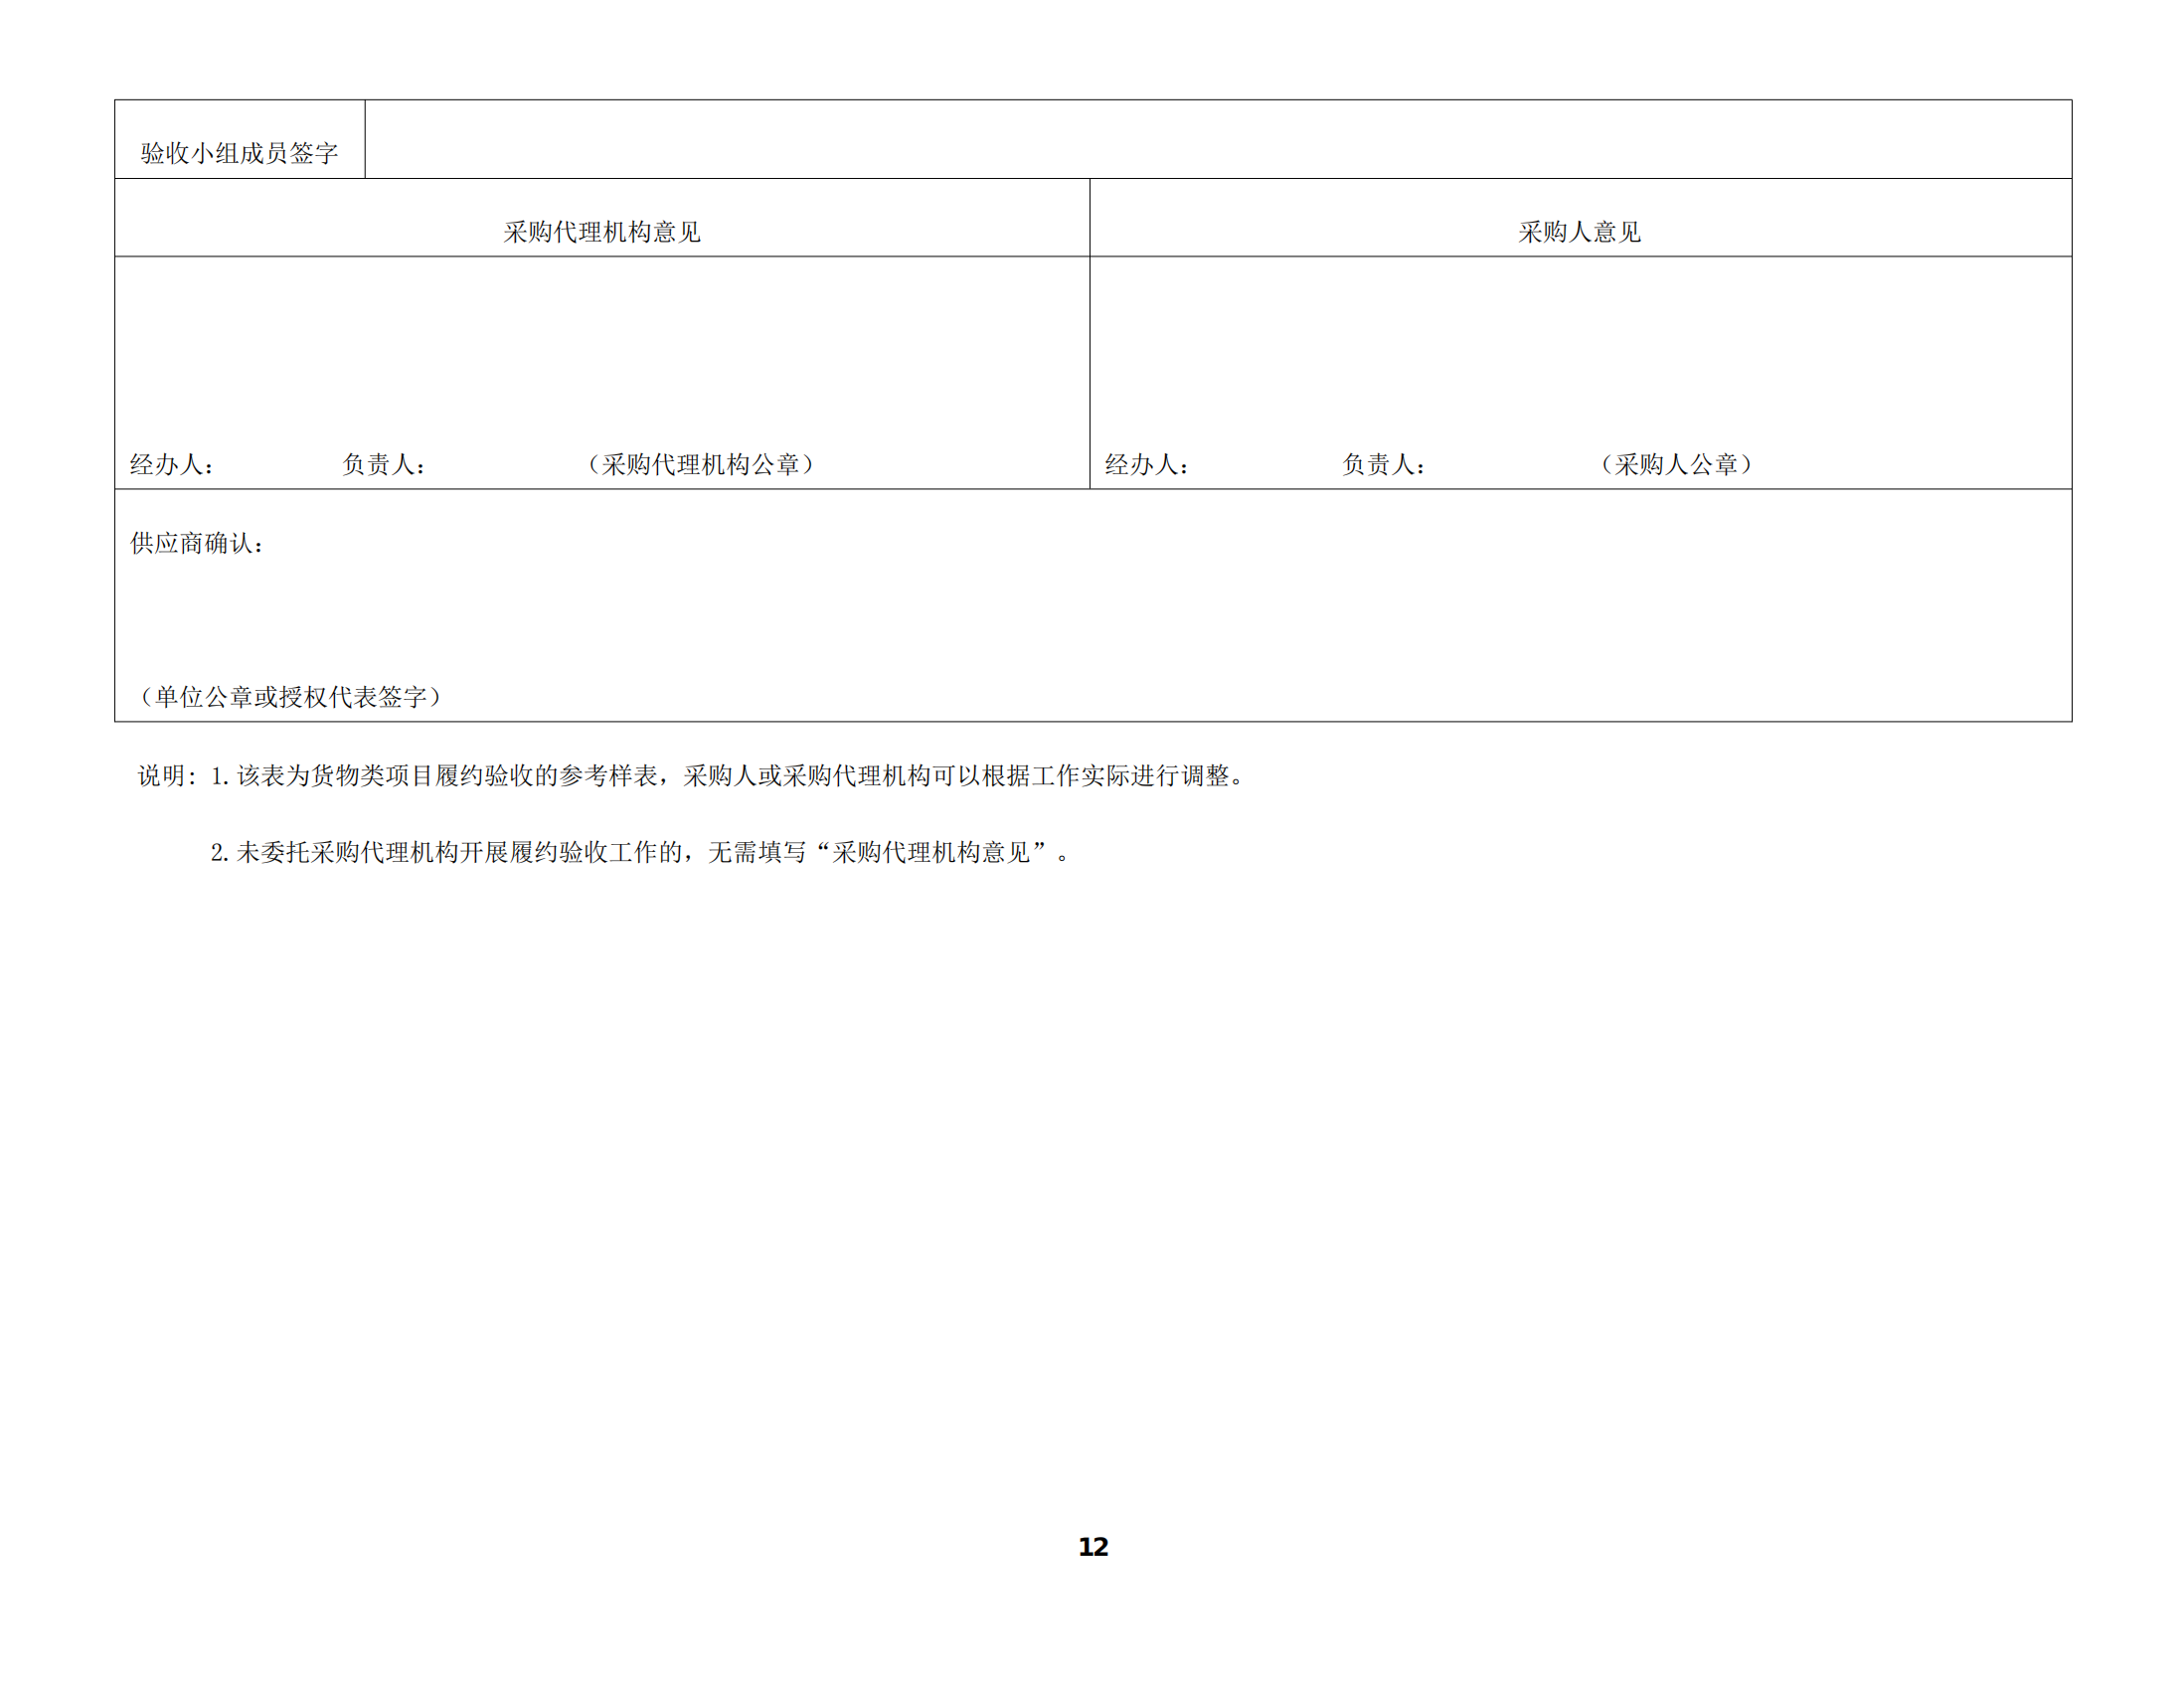 验收小组成员签字
采购代理机构意见 采购人意见
经办人： 负责人： （采购代理机构公章） 经办人： 负责人： （采购人公章）
供应商确认：
（单位公章或授权代表签字）
说明：1.该表为货物类项目履约验收的参考样表，采购人或采购代理机构可以根据工作实际进行调整。
2.未委托采购代理机构开展履约验收工作的，无需填写“采购代理机构意见”。
12